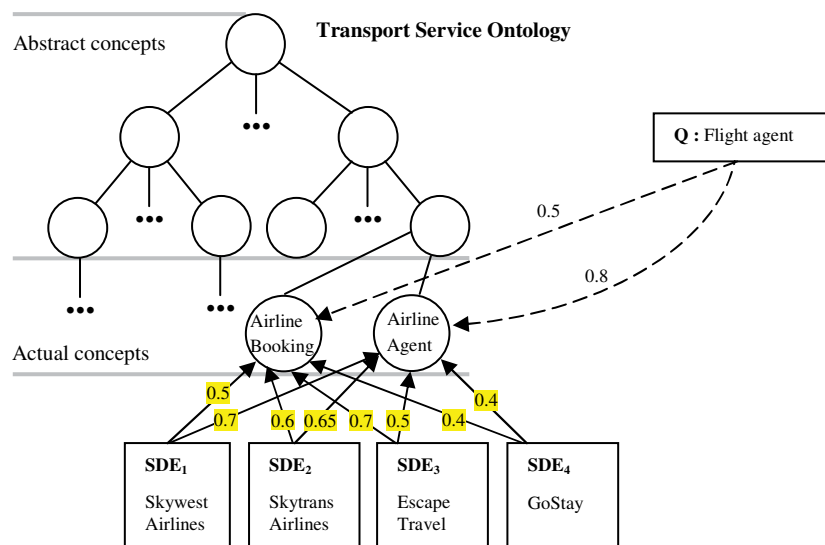 Transport Service Ontology
Abstract concepts
Q : Flight agent
0.5
0.8
Airline
Booking
Airline
Agent
Actual concepts
0.5
0.7
0.6
0.65
0.7
0.5
0.4
0.4
SDE1
Skywest
Airlines
SDE2
Skytrans
Airlines
SDE3
Escape
Travel
SDE4
GoStay